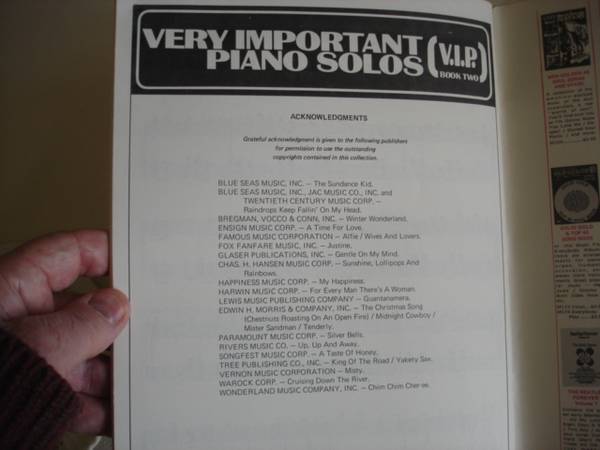 VERY IMPORTANT
PIANO SOLOS
(V.I.P.)
BOOK TWO
ACKNOWLEDGMENTS
Grateful acknowledgment is given to the following publishers
for permission to use the outstanding
copyrights contained in this collection.
BLUE SEAS MUSIC, INC. — The Sundance Kid.
BLUE SEAS MUSIC, INC., JAC MUSIC CO., INC. and
TWENTIETH CENTURY MUSIC CORP. —
Raindrops Keep Fallin' On My Head.
BREGMAN, VOCCO & CONN, INC. — Winter Wonderland.
ENSIGN MUSIC CORP. — A Time For Love.
FAMOUS MUSIC CORPORATION — Alfie / Wives And Lovers.
FOX FANFARE MUSIC, INC. — Justine.
GLASER PUBLICATIONS, INC. — Gentle On My Mind.
CHAS. H. HANSEN MUSIC CORP. — Sunshine, Lollipops And
Rainbows.
HAPPINESS MUSIC CORP. — My Happiness.
HARWIN MUSIC CORP. — For Every Man There's A Woman.
LEWIS MUSIC PUBLISHING COMPANY — Guantanamera.
EDWIN H. MORRIS & COMPANY, INC. — The Christmas Song
(Chestnuts Roasting On An Open Fire) / Midnight Cowboy /
Mister Sandman / Tenderly.
PARAMOUNT MUSIC CORP. — Silver Bells.
RIVERS MUSIC CO. — Up, Up And Away.
SONGFEST MUSIC CORP. — A Taste Of Honey.
TREE PUBLISHING CO., INC. — King Of The Road / Yakety Sax.
VERNON MUSIC CORPORATION — Misty.
WAROCK CORP. — Cruising Down The River.
WONDERLAND MUSIC COMPANY, INC. — Chim Chim Cher-ee.